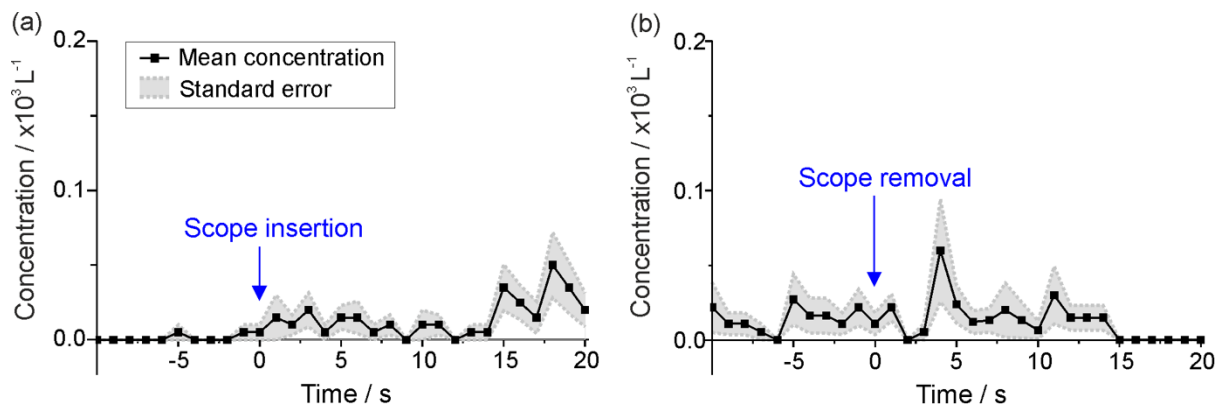 (a)
0.2
0.1
0.0
Concentration / x10³ L⁻¹
Mean concentration
Standard error
Scope insertion
-5 0 5 10 15 20
Time / s
(b)
0.2
0.1
0.0
Concentration / x10³ L⁻¹
Scope removal
-5 0 5 10 15 20
Time / s